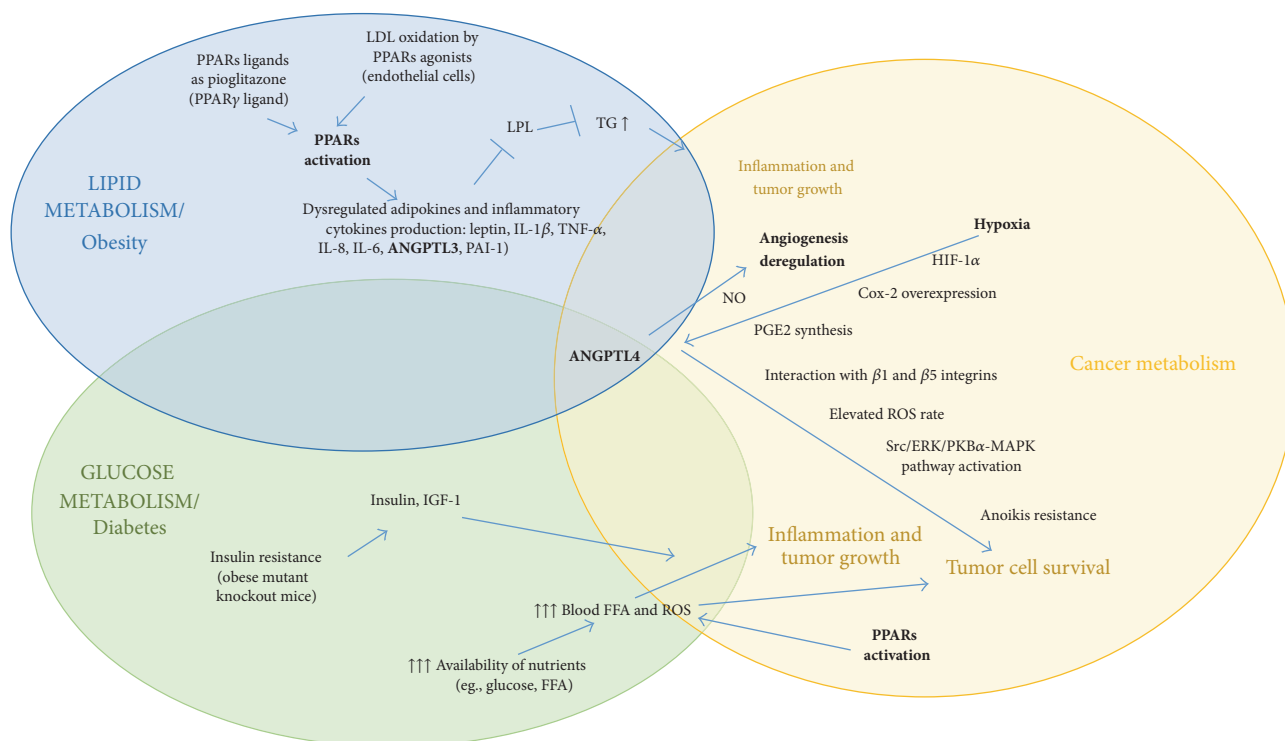 PPARs ligands
as pioglitazone
(PPARγ ligand)
LDL oxidation by
PPARs agonists
(endothelial cells)
PPARs
activation
LPL
TG ↑
LIPID
METABOLISM/
Obesity
Dysregulated adipokines and inflammatory
cytokines production: leptin, IL-1β, TNF-α,
IL-8, IL-6, ANGPTL3, PAI-1)
Inflammation and
tumor growth
Angiogenesis
deregulation
Hypoxia
HIF-1α
NO
Cox-2 overexpression
PGE2 synthesis
ANGPTL4
Cancer metabolism
Interaction with β1 and β5 integrins
Elevated ROS rate
Src/ERK/PKBα-MAPK
pathway activation
Anoikis resistance
GLUCOSE
METABOLISM/
Diabetes
Insulin, IGF-1
Insulin resistance
(obese mutant
knockout mice)
Inflammation and
tumor growth
Tumor cell survival
↑↑↑ Blood FFA and ROS
PPARs
activation
↑↑↑ Availability of nutrients
(eg., glucose, FFA)